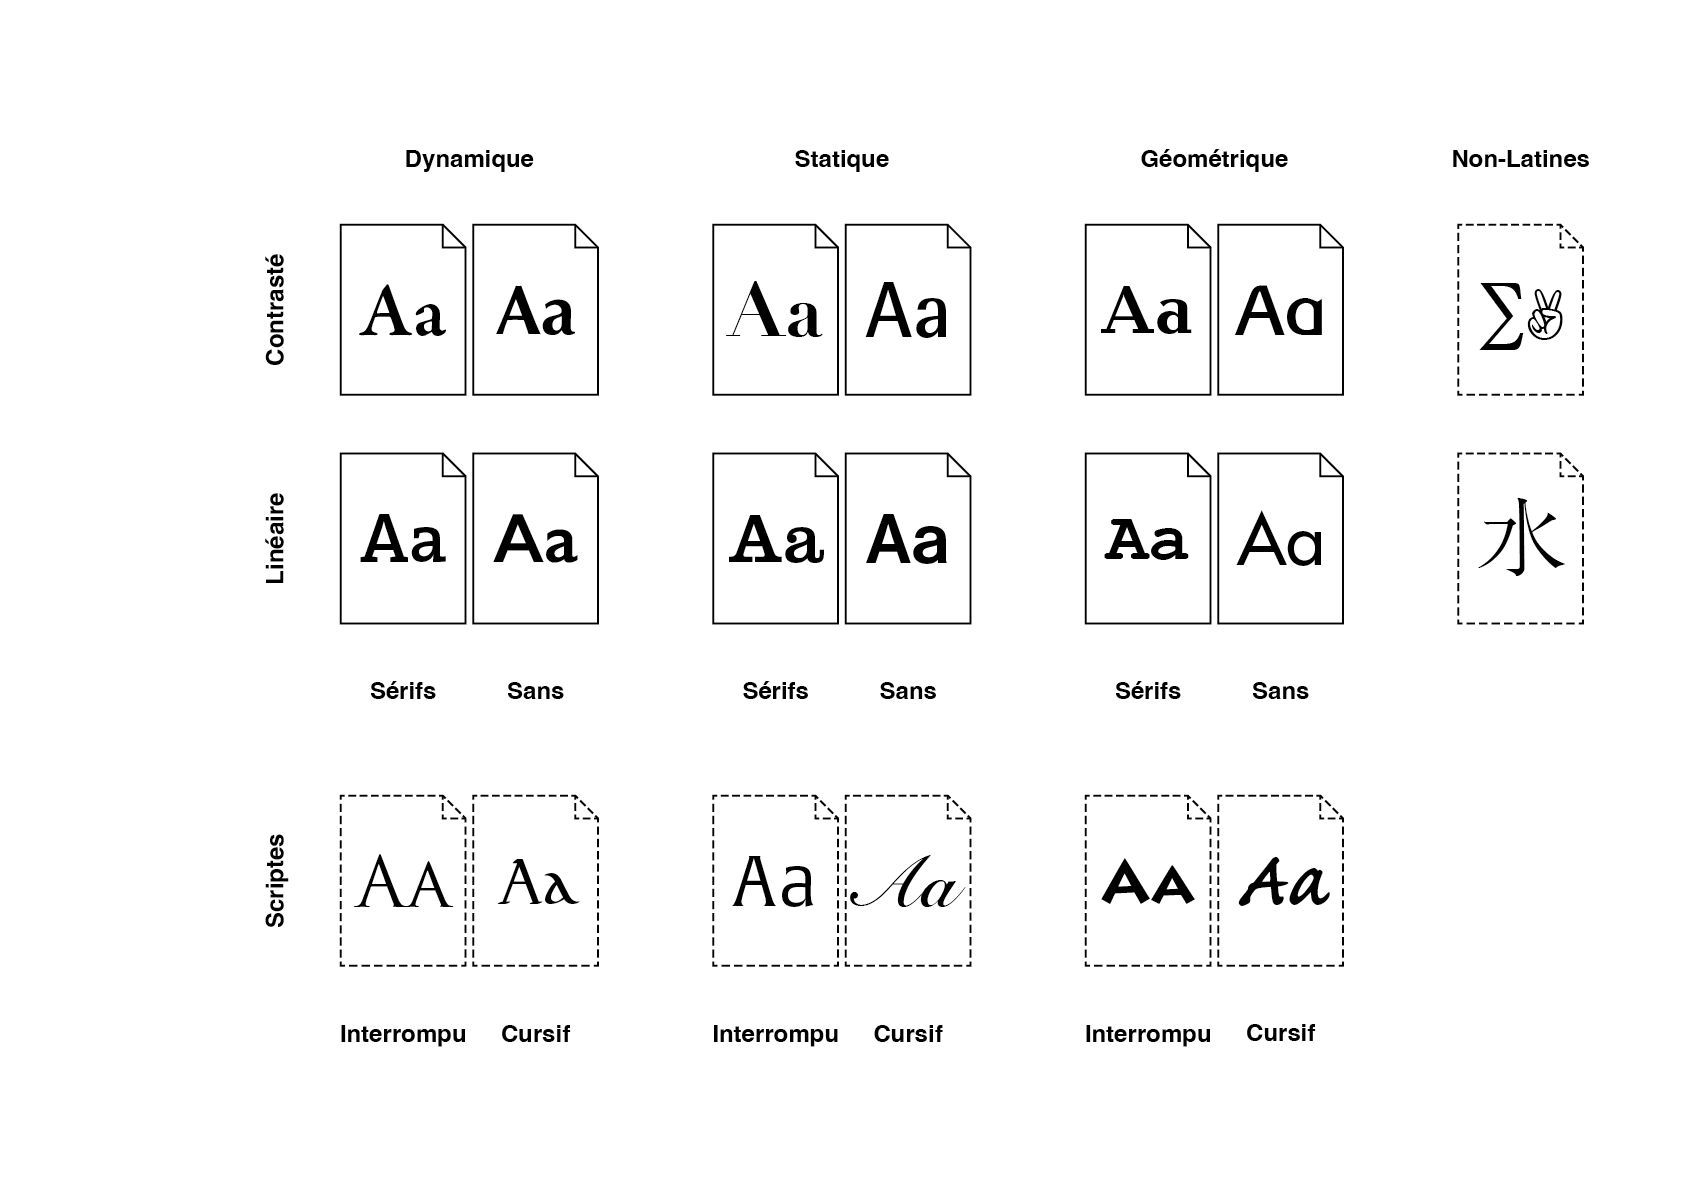 Dynamique Statique Géométrique Non-Latines
Contrasté
Aa Aa Aa Aa Aa Aa Σ✌
Linéaire
Aa Aa Aa Aa Aa Aa 水
Sérifs Sans Sérifs Sans Sérifs Sans
Scriptes
AA Aa Aa Aa AA Aa
Interrompu Cursif Interrompu Cursif Interrompu Cursif